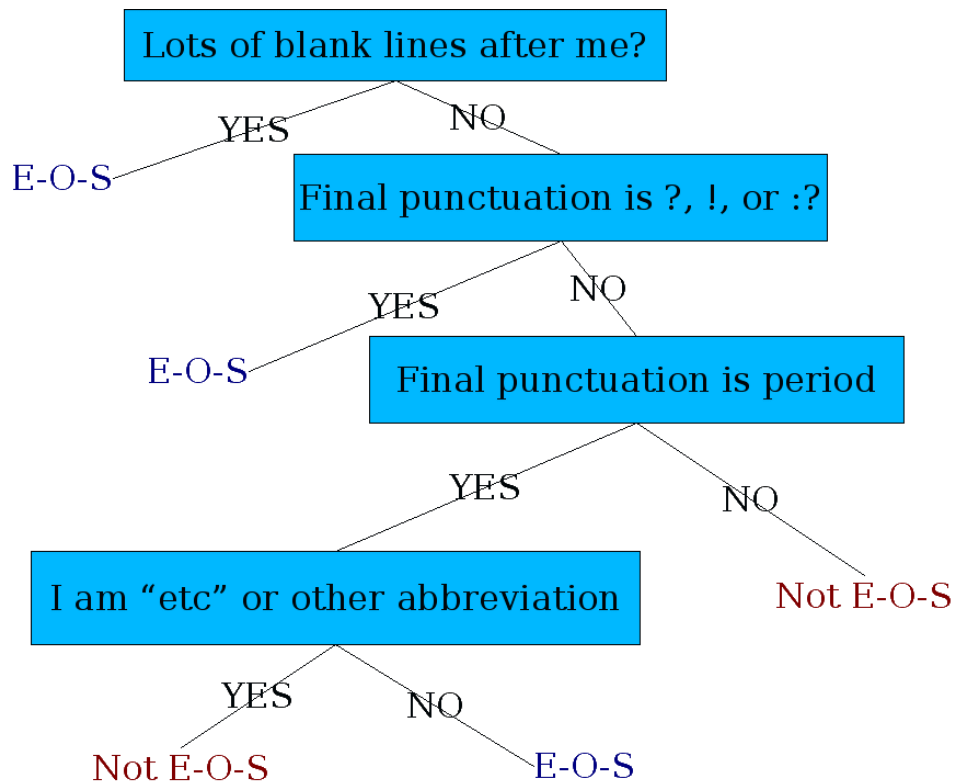 Lots of blank lines after me?
YES
NO
E-O-S
Final punctuation is ?, !, or :?
YES
NO
E-O-S
Final punctuation is period
YES
NO
I am “etc” or other abbreviation
Not E-O-S
YES
NO
Not E-O-S
E-O-S